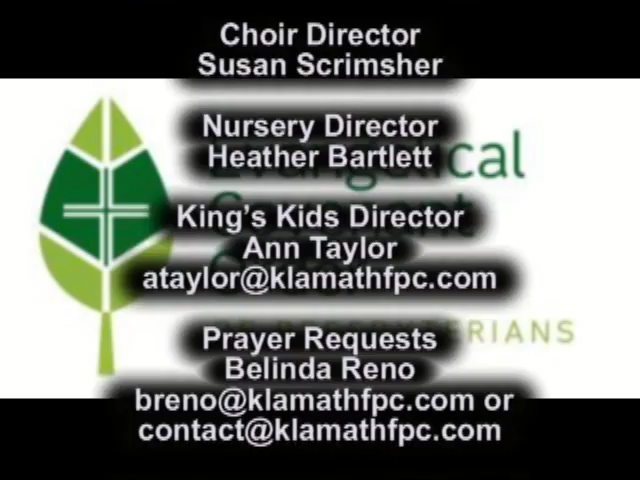 Choir Director
Susan Scrimsher
Nursery Director
Heather Bartlett
King's Kids Director
Ann Taylor
ataylor@klamathfpc.com
Prayer Requests
Belinda Reno
breno@klamathfpc.com or
contact@klamathfpc.com